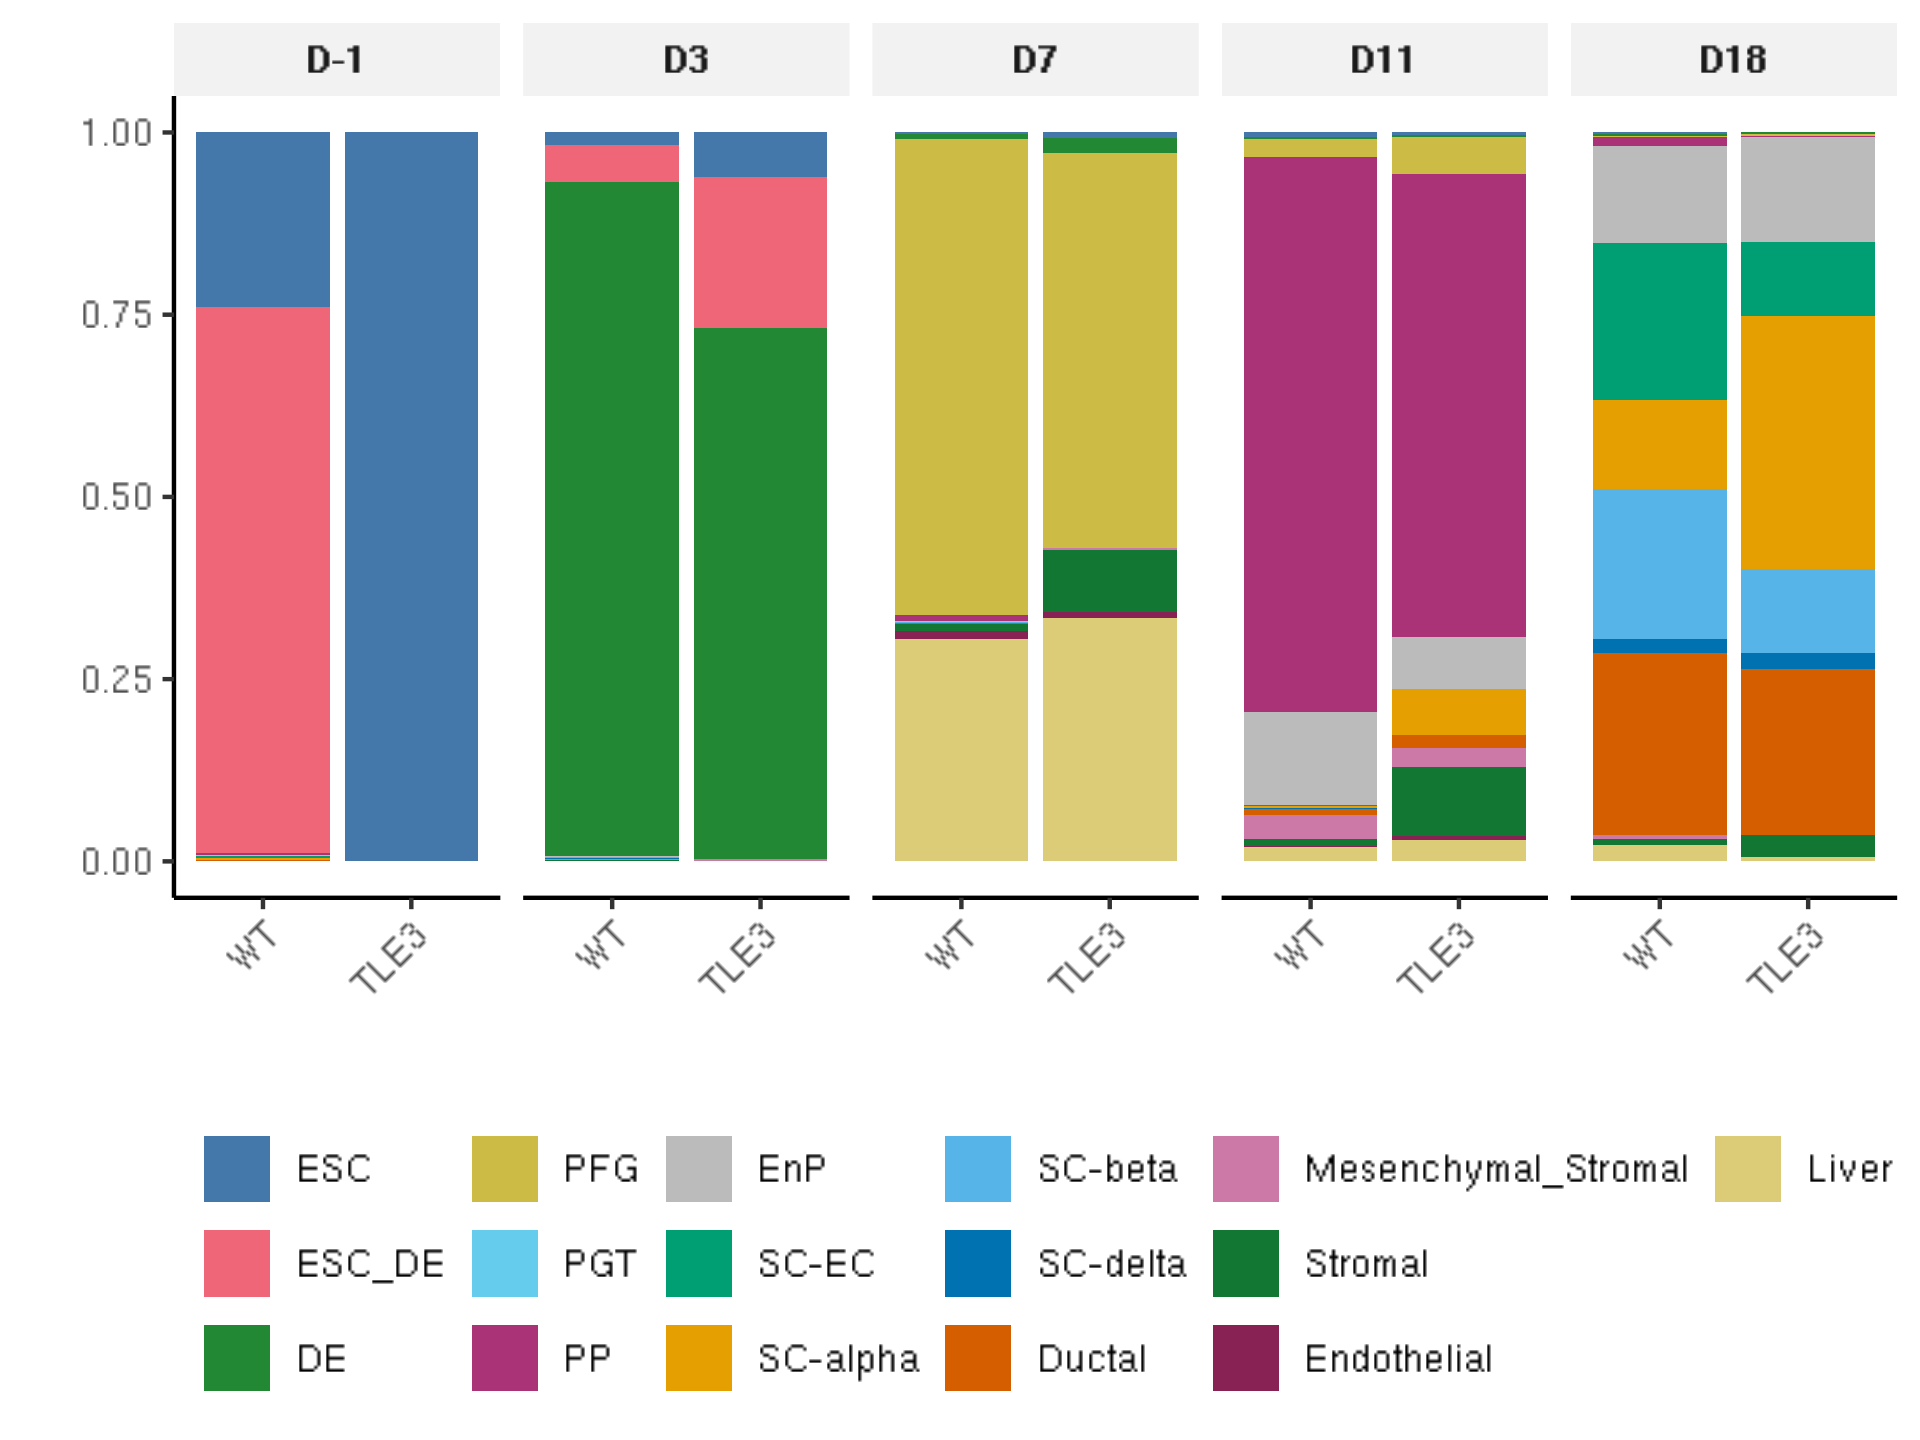 D-1 D3 D7 D11 D18
1.00
0.75
0.50
0.25
0.00
WT TLE3 WT TLE3 WT TLE3 WT TLE3 WT TLE3
ESC PFG EnP SC-beta Mesenchymal_Stromal Liver
ESC_DE PGT SC-EC SC-delta Stromal
DE PP SC-alpha Ductal Endothelial